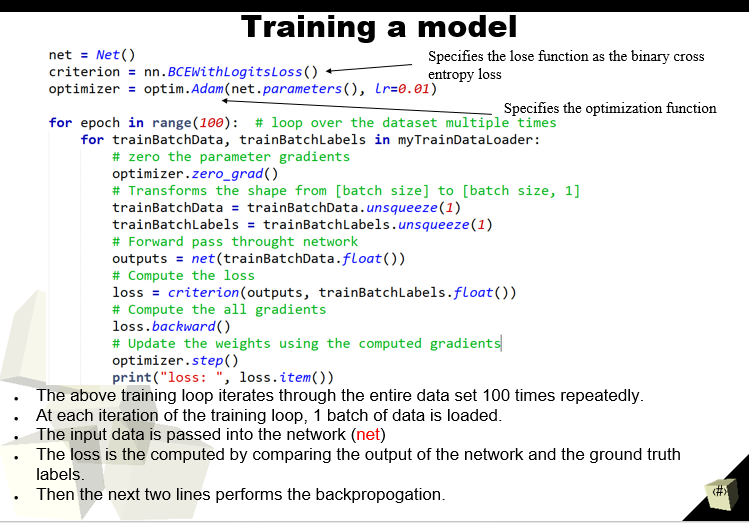 Training a model
net = Net()
Specifies the lose function as the binary cross
criterion = nn.BCEWithLogitsLoss()
entropy loss
optimizer = optim.Adam(net.parameters(), lr=0.01)
Specifies the optimization function
for epoch in range(100):  # loop over the dataset multiple times
    for trainBatchData, trainBatchLabels in myTrainDataLoader:
        # zero the parameter gradients
        optimizer.zero_grad()
        # Transforms the shape from [batch size] to [batch size, 1]
        trainBatchData = trainBatchData.unsqueeze(1)
        trainBatchLabels = trainBatchLabels.unsqueeze(1)
        # Forward pass throught network
        outputs = net(trainBatchData.float())
        # Compute the loss
        loss = criterion(outputs, trainBatchLabels.float())
        # Compute the all gradients
        loss.backward()
        # Update the weights using the computed gradients
        optimizer.step()
        print("loss: ", loss.item())
• The above training loop iterates through the entire data set 100 times repeatedly.
• At each iteration of the training loop, 1 batch of data is loaded.
• The input data is passed into the network (net)
• The loss is the computed by comparing the output of the network and the ground truth
labels.
• Then the next two lines performs the backpropogation.
‹#›